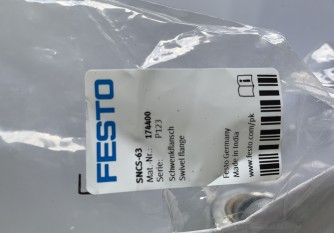 FESTO
SNCS-63
Mat.-Nr.: 174400
Serie: P123
Schwenkflansch
Swivel flange
Festo Germany
Made in India
www.festo.com/pk